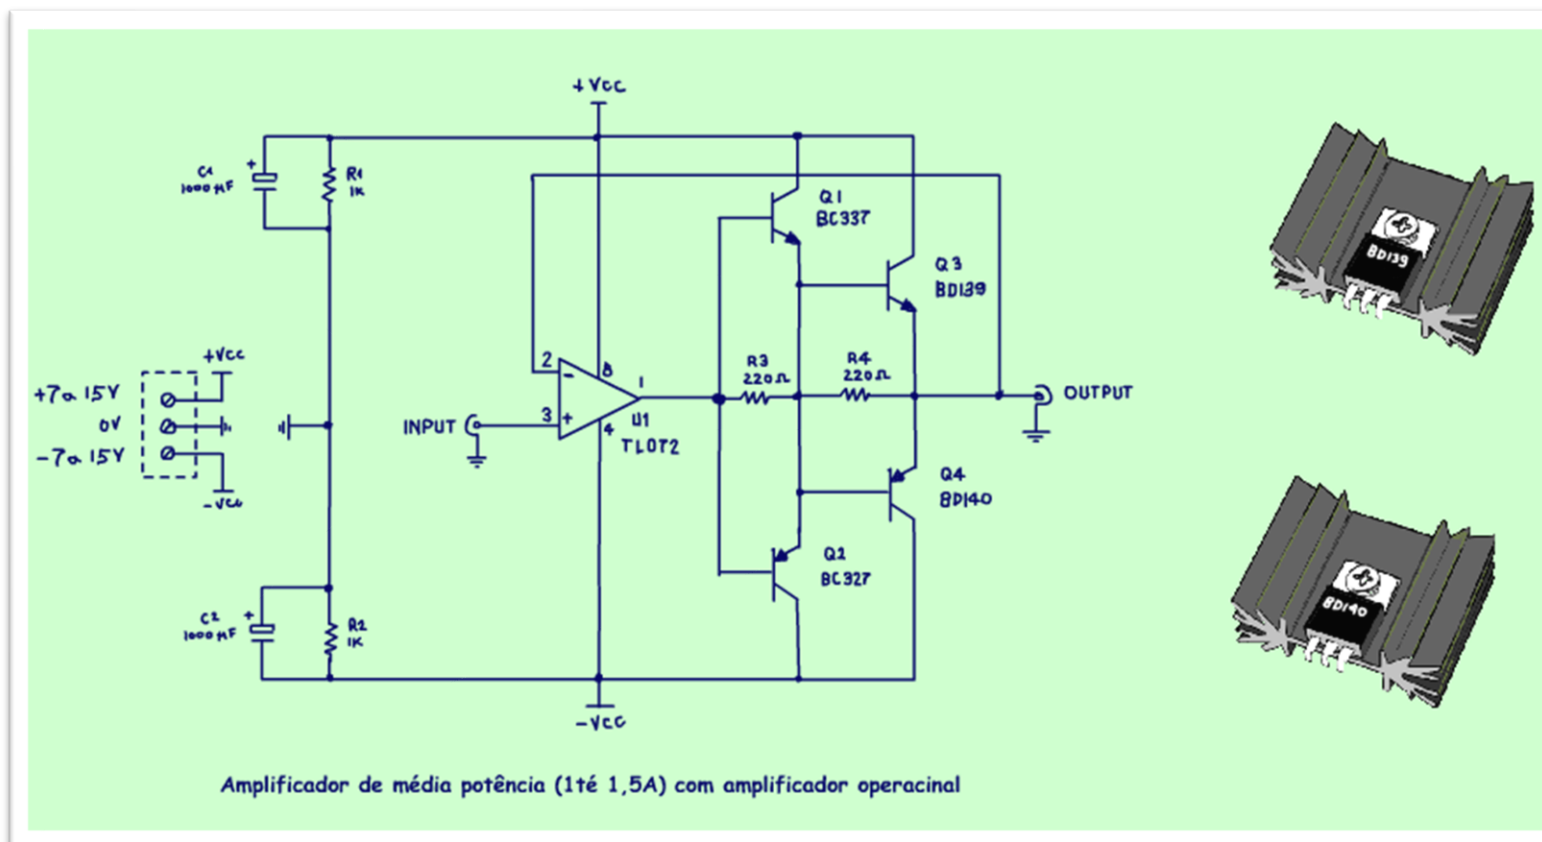 +Vcc
C1
+
1000µF
R1
1K
Q1
BC337
Q3
BD139
BD139
+Vcc
+7a 15V
0V
-7a 15V
-Vcc
2
-
8
1
3
+
4
U1
TL072
INPUT
R3
220Ω
R4
220Ω
OUTPUT
Q4
BD140
Q2
BC327
C2
+
1000µF
R2
1K
BD140
-Vcc
Amplificador de média potência (1té 1,5A) com amplificador operacinal